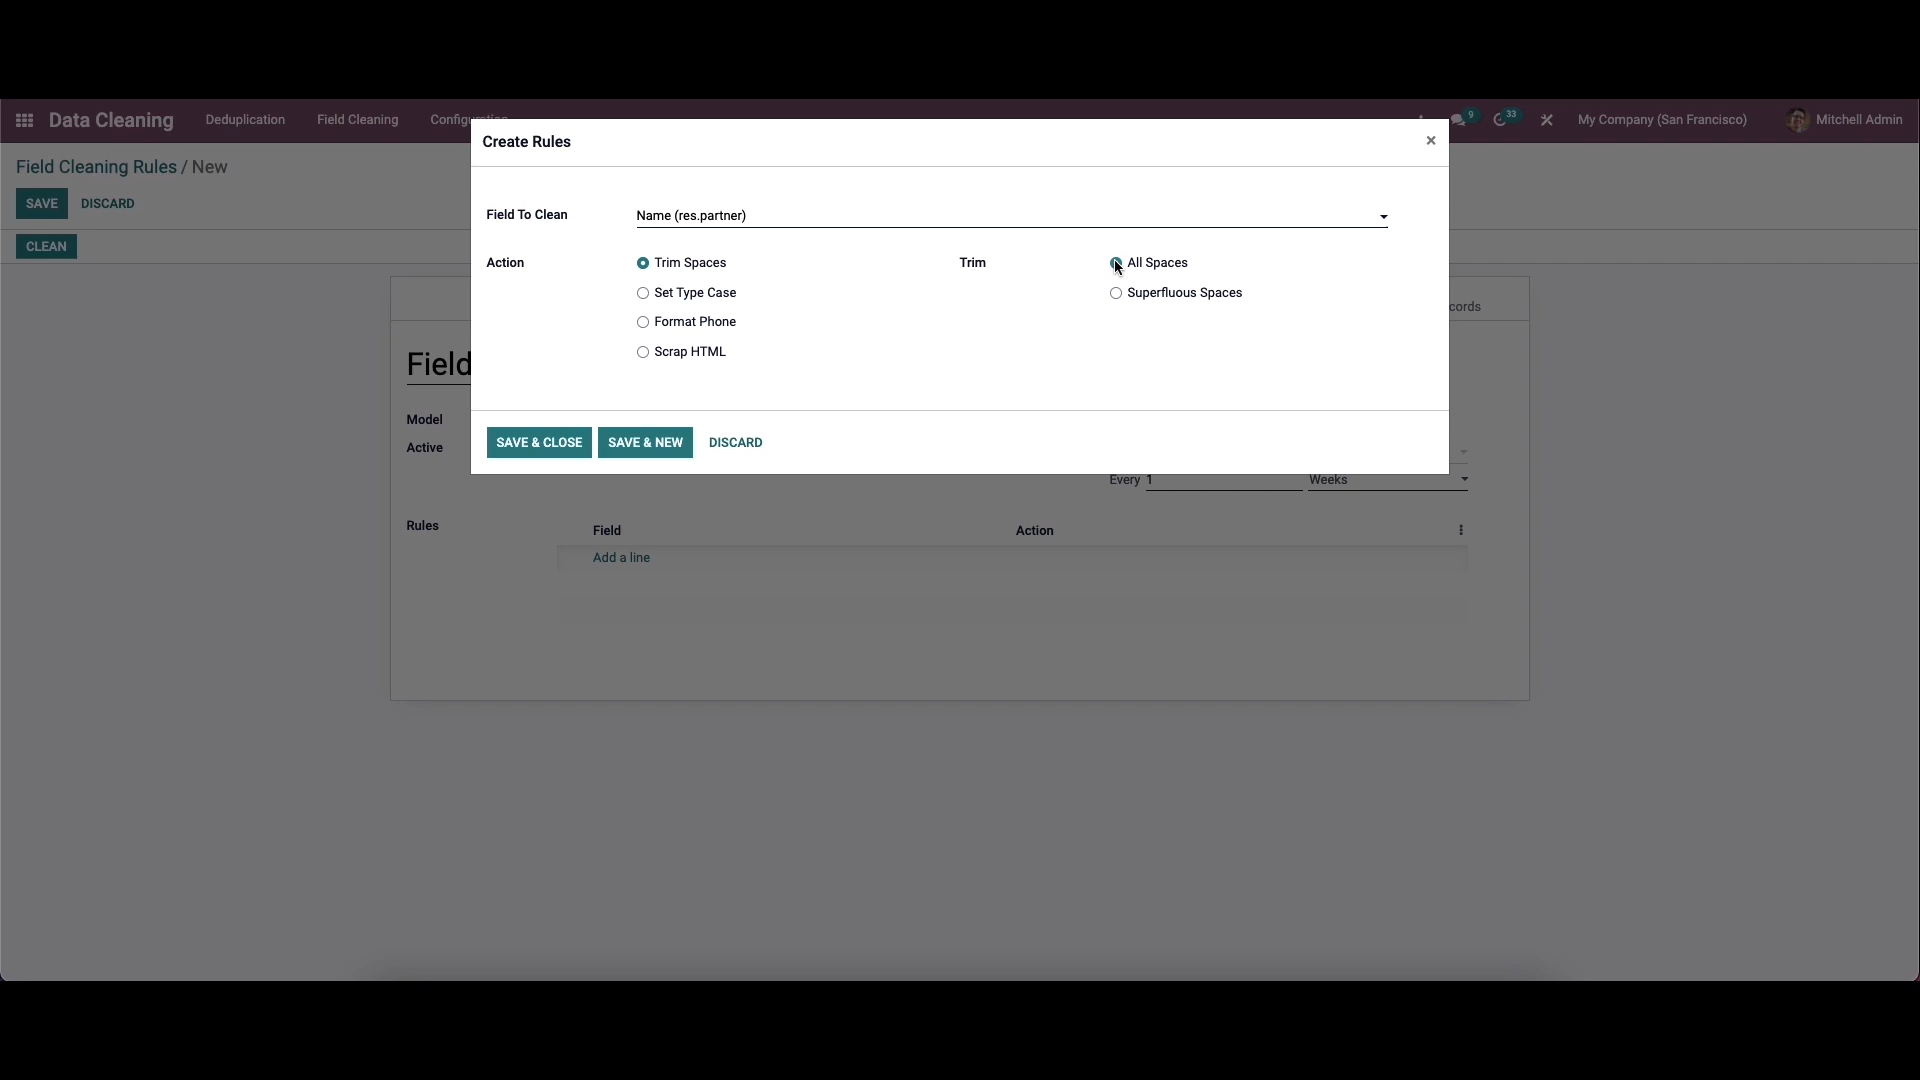 Data Cleaning Deduplication Field Cleaning 9 33 My Company (San Francisco) Mitchell Admin
Create Rules ×
Field Cleaning Rules / New
SAVE DISCARD
Field To Clean Name (res.partner)
CLEAN
Action Trim Spaces Trim All Spaces
Set Type Case Superfluous Spaces
Format Phone
Scrap HTML
Field
Model
Active
SAVE & CLOSE SAVE & NEW DISCARD
Every 1 Weeks
Rules
Field Action
Add a line